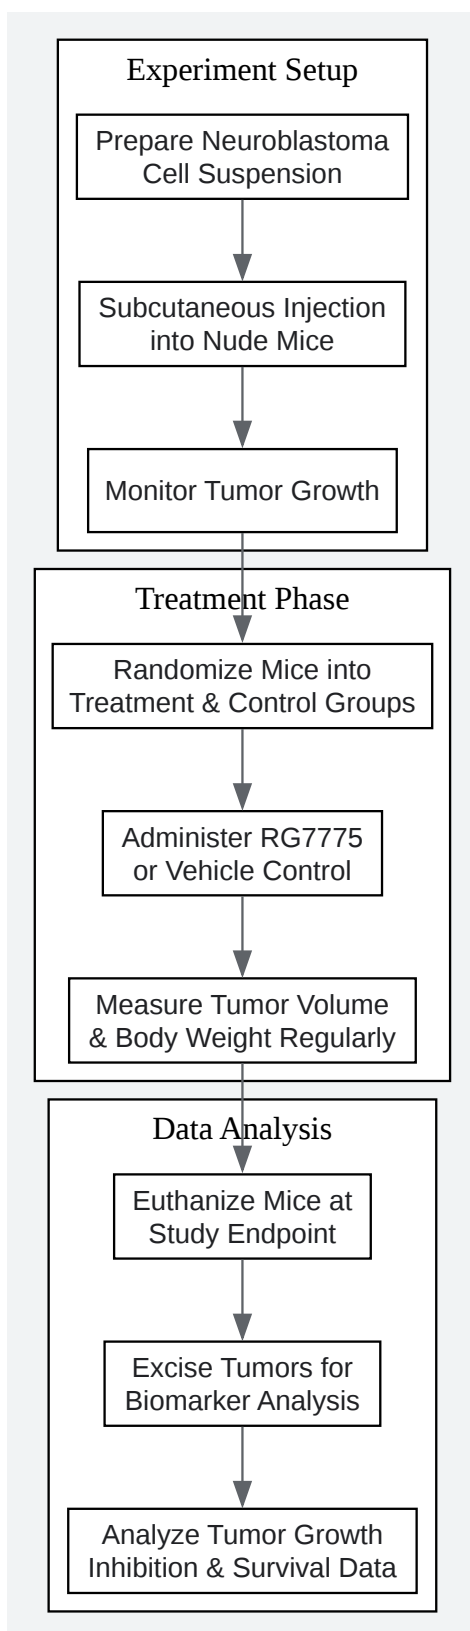 Experiment Setup
Prepare Neuroblastoma
Cell Suspension
Subcutaneous Injection
into Nude Mice
Monitor Tumor Growth
Treatment Phase
Randomize Mice into
Treatment & Control Groups
Administer RG7775
or Vehicle Control
Measure Tumor Volume
& Body Weight Regularly
Data Analysis
Euthanize Mice at
Study Endpoint
Excise Tumors for
Biomarker Analysis
Analyze Tumor Growth
Inhibition & Survival Data